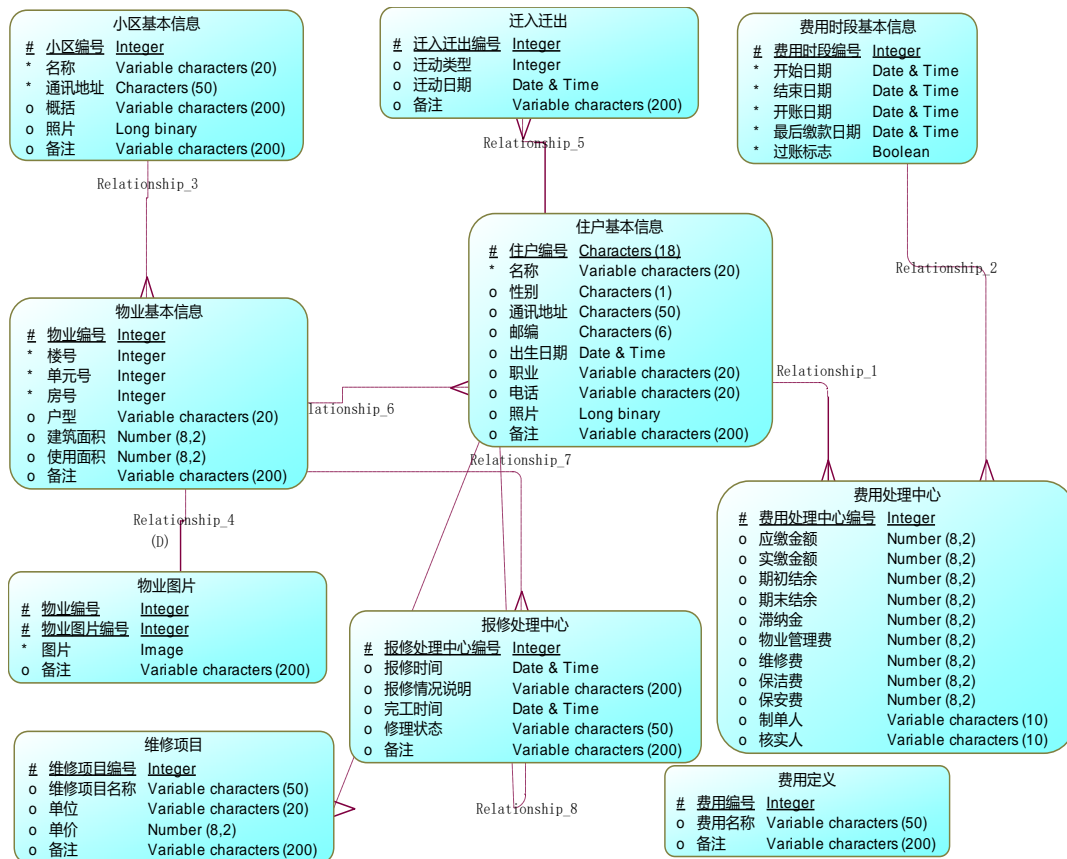 小区基本信息
# 小区编号 Integer
* 名称 Variable characters (20)
* 通讯地址 Characters (50)
o 概括 Variable characters (200)
o 照片 Long binary
o 备注 Variable characters (200)
迁入迁出
# 迁入迁出编号 Integer
o 迁动类型 Integer
o 迁动日期 Date & Time
o 备注 Variable characters (200)
费用时段基本信息
# 费用时段编号 Integer
* 开始日期 Date & Time
* 结束日期 Date & Time
* 开账日期 Date & Time
* 最后缴款日期 Date & Time
* 过账标志 Boolean
Relationship_3
Relationship_5
Relationship_2
住户基本信息
# 住户编号 Characters (18)
* 名称 Variable characters (20)
o 性别 Characters (1)
o 通讯地址 Characters (50)
o 邮编 Characters (6)
o 出生日期 Date & Time
o 职业 Variable characters (20)
o 电话 Variable characters (20)
o 照片 Long binary
o 备注 Variable characters (200)
物业基本信息
# 物业编号 Integer
* 楼号 Integer
* 单元号 Integer
* 房号 Integer
o 户型 Variable characters (20)
o 建筑面积 Number (8,2)
o 使用面积 Number (8,2)
o 备注 Variable characters (200)
Relationship_1
lationship_6
Relationship_7
Relationship_4
(D)
费用处理中心
# 费用处理中心编号 Integer
o 应缴金额 Number (8,2)
o 实缴金额 Number (8,2)
o 期初结余 Number (8,2)
o 期末结余 Number (8,2)
o 滞纳金 Number (8,2)
o 物业管理费 Number (8,2)
o 维修费 Number (8,2)
o 保洁费 Number (8,2)
o 保安费 Number (8,2)
o 制单人 Variable characters (10)
o 核实人 Variable characters (10)
物业图片
# 物业编号 Integer
# 物业图片编号 Integer
* 图片 Image
o 备注 Variable characters (200)
报修处理中心
# 报修处理中心编号 Integer
o 报修时间 Date & Time
o 报修情况说明 Variable characters (200)
o 完工时间 Date & Time
o 修理状态 Variable characters (50)
o 备注 Variable characters (200)
维修项目
# 维修项目编号 Integer
o 维修项目名称 Variable characters (50)
o 单位 Variable characters (20)
o 单价 Number (8,2)
o 备注 Variable characters (200)
Relationship_8
费用定义
# 费用编号 Integer
o 费用名称 Variable characters (50)
o 备注 Variable characters (200)